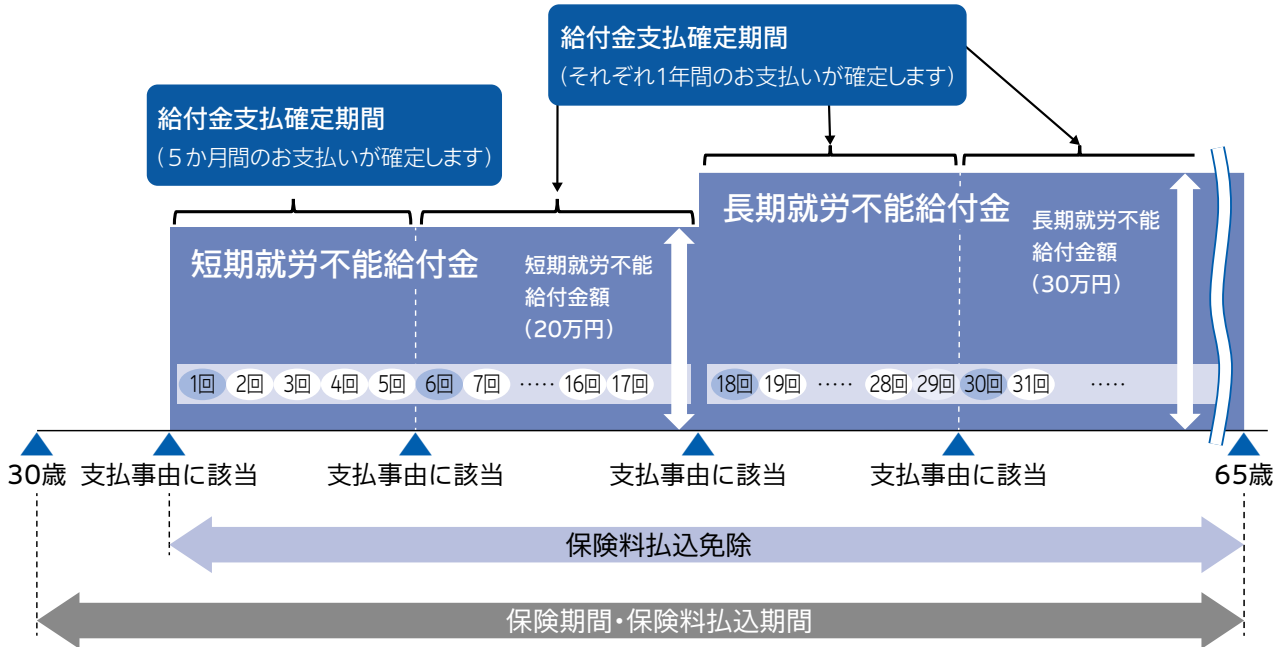 給付金支払確定期間
(それぞれ1年間のお支払いが確定します)
給付金支払確定期間
(5か月間のお支払いが確定します)
短期就労不能給付金
短期就労不能
給付金額
(20万円)
長期就労不能給付金
長期就労不能
給付金額
(30万円)
1回 2回 3回 4回 5回 6回 7回 ‥‥‥ 16回 17回 18回 19回 ‥‥‥ 28回 29回 30回 31回 ‥‥‥
30歳 支払事由に該当 支払事由に該当 支払事由に該当 支払事由に該当 65歳
保険料払込免除
保険期間・保険料払込期間